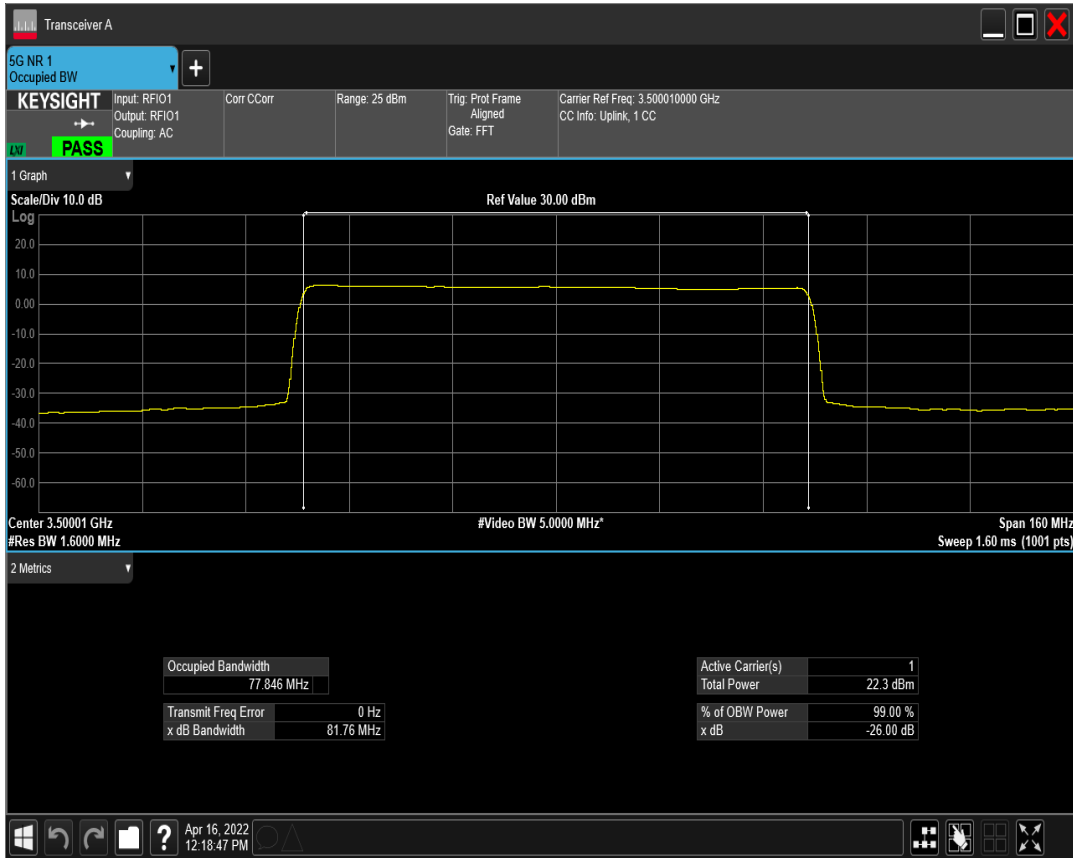 Transceiver A
5G NR 1
Occupied BW
KEYSIGHT
LXI
PASS
Input: RFIO1
Output: RFIO1
Coupling: AC
Corr CCorr
Range: 25 dBm
Trig: Prot Frame
Aligned
Gate: FFT
Carrier Ref Freq: 3.500010000 GHz
CC Info: Uplink, 1 CC
1 Graph
Scale/Div 10.0 dB
Ref Value 30.00 dBm
Log
20.0
10.0
0.00
-10.0
-20.0
-30.0
-40.0
-50.0
-60.0
Center 3.50001 GHz
#Video BW 5.0000 MHz*
Span 160 MHz
#Res BW 1.6000 MHz
Sweep 1.60 ms (1001 pts)
2 Metrics
Occupied Bandwidth
77.846 MHz
Transmit Freq Error 0 Hz
x dB Bandwidth 81.76 MHz
Active Carrier(s) 1
Total Power 22.3 dBm
% of OBW Power 99.00 %
x dB -26.00 dB
?
Apr 16, 2022
12:18:47 PM